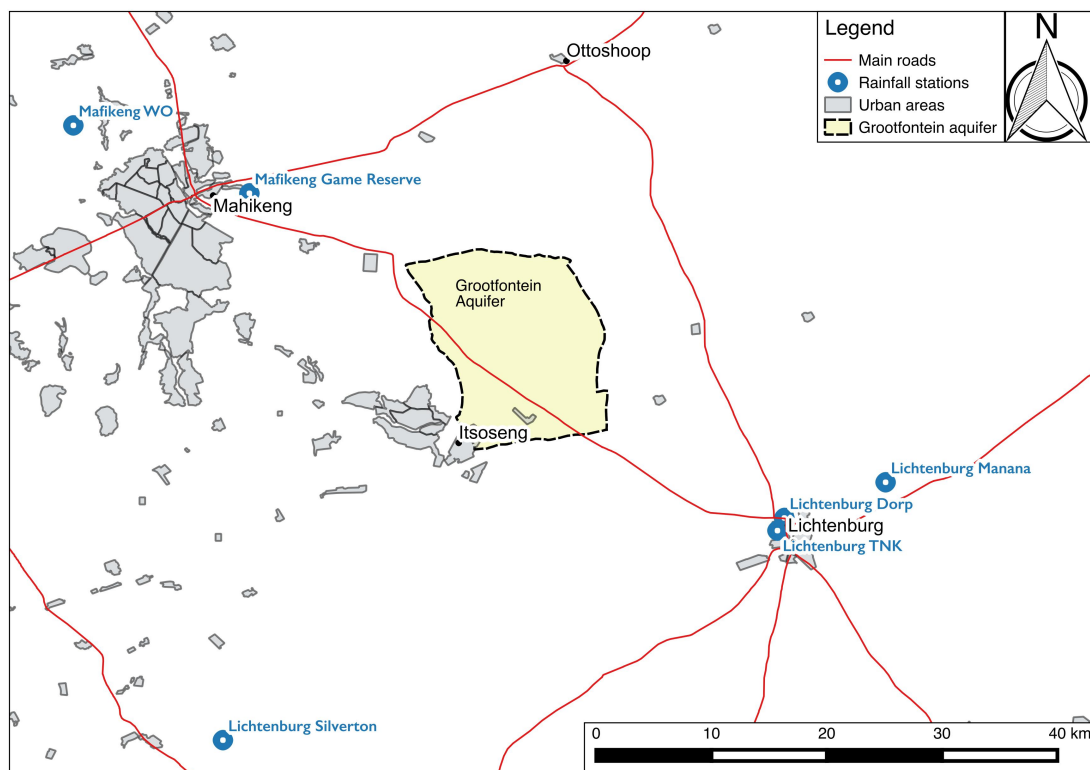 Ottoshoop
Legend
Main roads
Rainfall stations
Urban areas
Grootfontein aquifer
N
Mafikeng WO
Mafikeng Game Reserve
Mahikeng
Grootfontein
Aquifer
Itsoseng
Lichtenburg Manana
Lichtenburg Dorp
Lichtenburg
Lichtenburg TNK
Lichtenburg Silverton
0 10 20 30 40 km